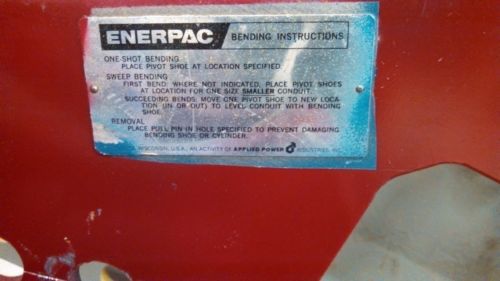 ENERPAC BENDING INSTRUCTIONS
ONE-SHOT BENDING
PLACE PIVOT SHOE AT LOCATION SPECIFIED.
SWEEP BENDING
FIRST BEND: WHERE NOT INDICATED, PLACE PIVOT SHOES
AT LOCATION FOR ONE SIZE SMALLER CONDUIT.
SUCCEEDING BENDS: MOVE ONE PIVOT SHOE TO NEW LOCA-
TION (IN OR OUT) TO LEVEL CONDUIT WITH BENDING
SHOE.
REMOVAL
PLACE PULL PIN IN HOLE SPECIFIED TO PREVENT DAMAGING
BENDING SHOE OR CYLINDER.
WISCONSIN, U.S.A. AN ACTIVITY OF APPLIED POWER INDUSTRIES, INC.